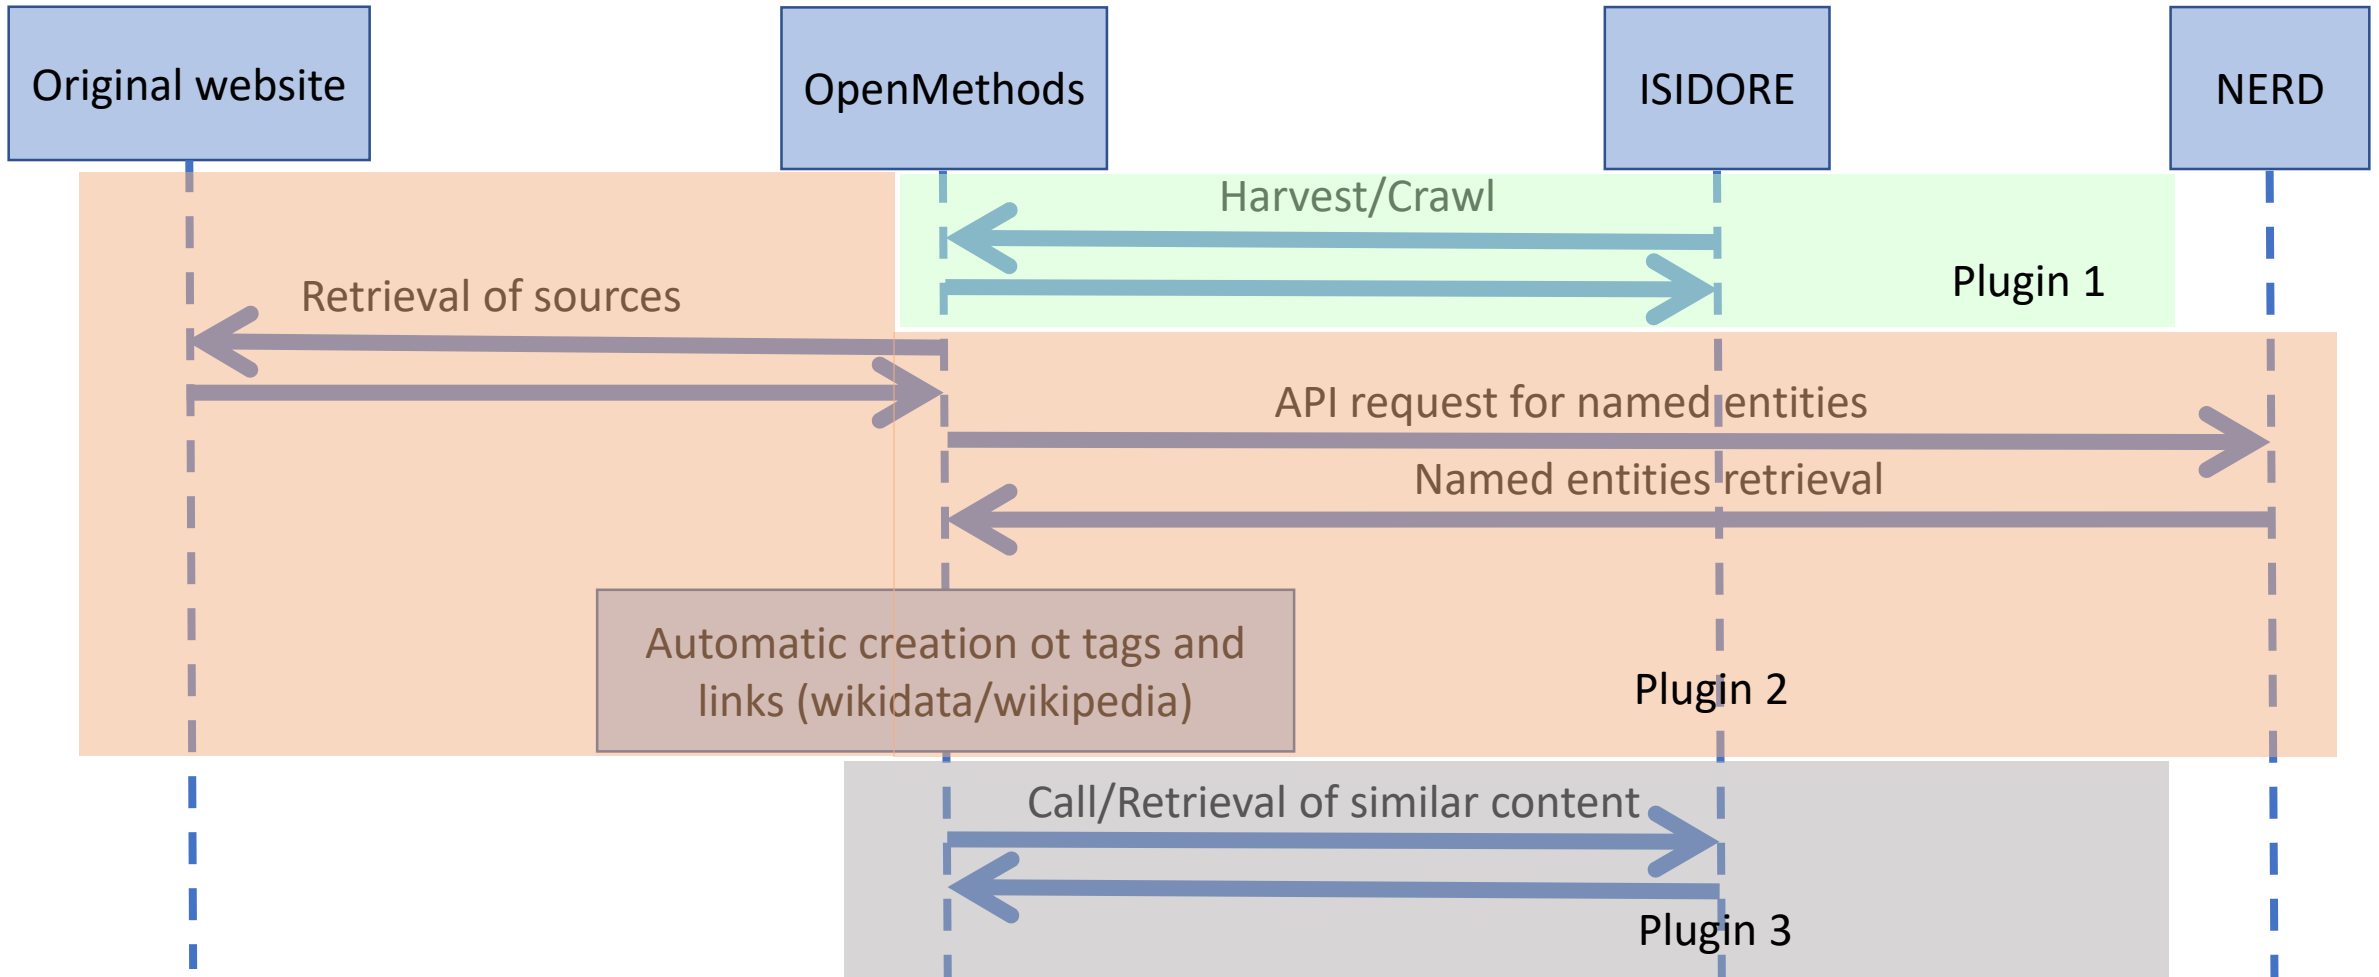 Original website
OpenMethods
ISIDORE
NERD
Harvest/Crawl
Plugin 1
Retrieval of sources
API request for named entities
Named entities retrieval
Automatic creation ot tags and
links (wikidata/wikipedia)
Plugin 2
Call/Retrieval of similar content
Plugin 3